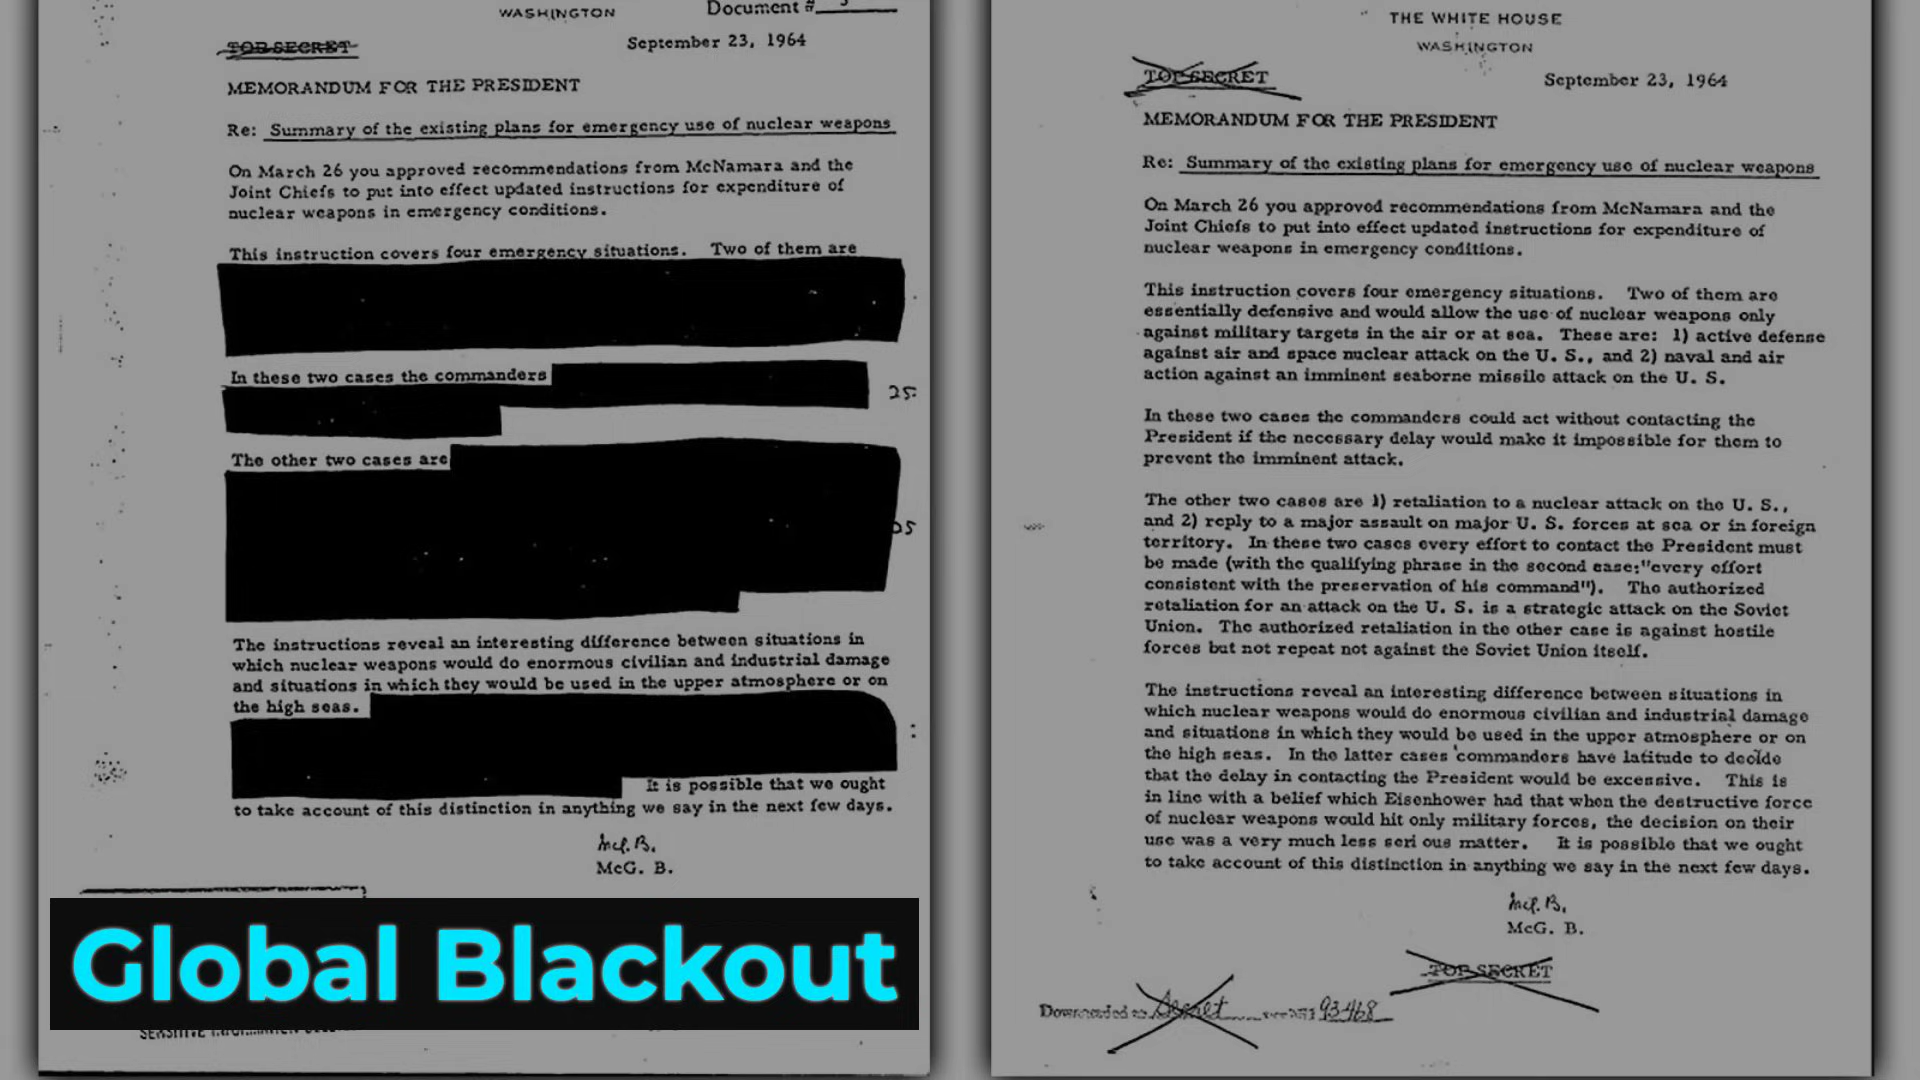 WASHINGTON
Document #
TOP SECRET
September 23, 1964
MEMORANDUM FOR THE PRESIDENT
Re: Summary of the existing plans for emergency use of nuclear weapons
On March 26 you approved recommendations from McNamara and the
Joint Chiefs to put into effect updated instructions for expenditure of
nuclear weapons in emergency conditions.
This instruction covers four emergency situations. Two of them are
In these two cases the commanders
25
The other two cases are
25
The instructions reveal an interesting difference between situations in
which nuclear weapons would do enormous civilian and industrial damage
and situations in which they would be used in the upper atmosphere or on
the high seas.
It is possible that we ought
to take account of this distinction in anything we say in the next few days.
McG. B.
McG. B.
Global Blackout
THE WHITE HOUSE
WASHINGTON
TOP SECRET
September 23, 1964
MEMORANDUM FOR THE PRESIDENT
Re: Summary of the existing plans for emergency use of nuclear weapons
On March 26 you approved recommendations from McNamara and the
Joint Chiefs to put into effect updated instructions for expenditure of
nuclear weapons in emergency conditions.
This instruction covers four emergency situations. Two of them are
essentially defensive and would allow the use of nuclear weapons only
against military targets in the air or at sea. These are: 1) active defense
against air and space nuclear attack on the U. S., and 2) naval and air
action against an imminent seaborne missile attack on the U. S.
In these two cases the commanders could act without contacting the
President if the necessary delay would make it impossible for them to
prevent the imminent attack.
The other two cases are 1) retaliation to a nuclear attack on the U. S.,
and 2) reply to a major assault on major U. S. forces at sea or in foreign
territory. In these two cases every effort to contact the President must
be made (with the qualifying phrase in the second case:"every effort
consistent with the preservation of his command"). The authorized
retaliation for an attack on the U. S. is a strategic attack on the Soviet
Union. The authorized retaliation in the other case is against hostile
forces but not repeat not against the Soviet Union itself.
The instructions reveal an interesting difference between situations in
which nuclear weapons would do enormous civilian and industrial damage
and situations in which they would be used in the upper atmosphere or on
the high seas. In the latter cases commanders have latitude to decide
that the delay in contacting the President would be excessive. This is
in line with a belief which Eisenhower had that when the destructive force
of nuclear weapons would hit only military forces, the decision on their
use was a very much less seri ous matter. It is possible that we ought
to take account of this distinction in anything we say in the next few days.
McG. B.
McG. B.
TOP SECRET
Secret 93468